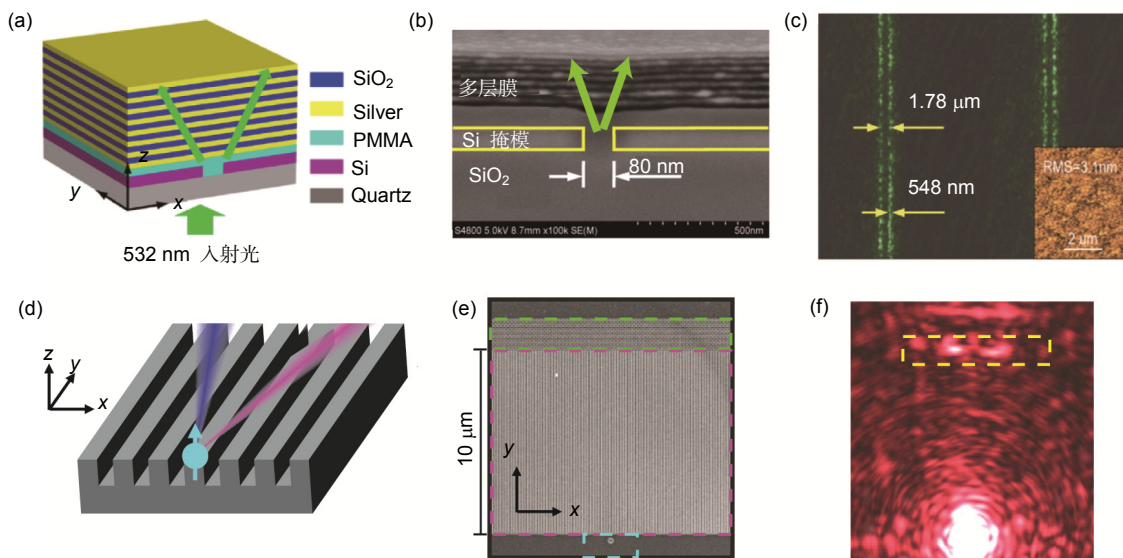 (a)
SiO2
Silver
PMMA
Si
Quartz
z
y
x
532 nm 入射光
(b)
多层膜
Si 掩模
80 nm
SiO2
S4800 5.0kV 8.7mm x100k SE(M)
500nm
(c)
1.78 μm
548 nm
RMS=3.1nm
2 μm
(d)
z
y
x
(e)
10 μm
y
x
(f)